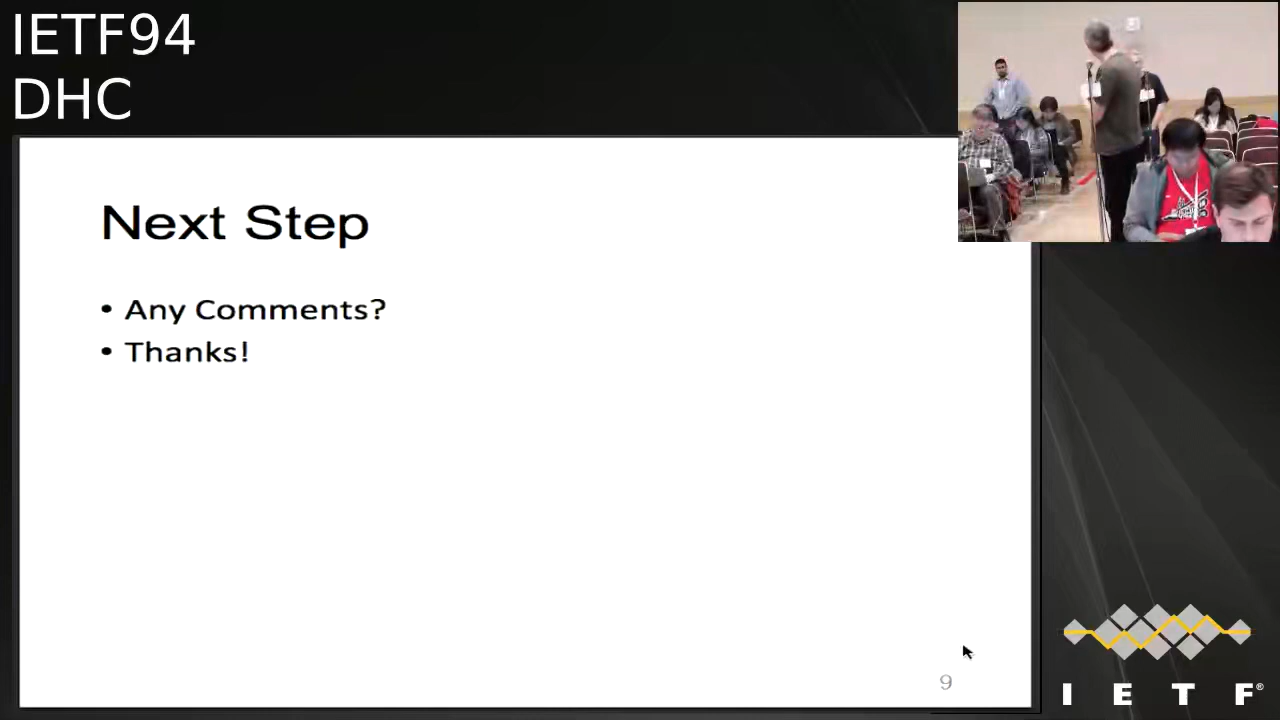 IETF94
DHC
Next Step
• Any Comments?
• Thanks!
9
I E T F®